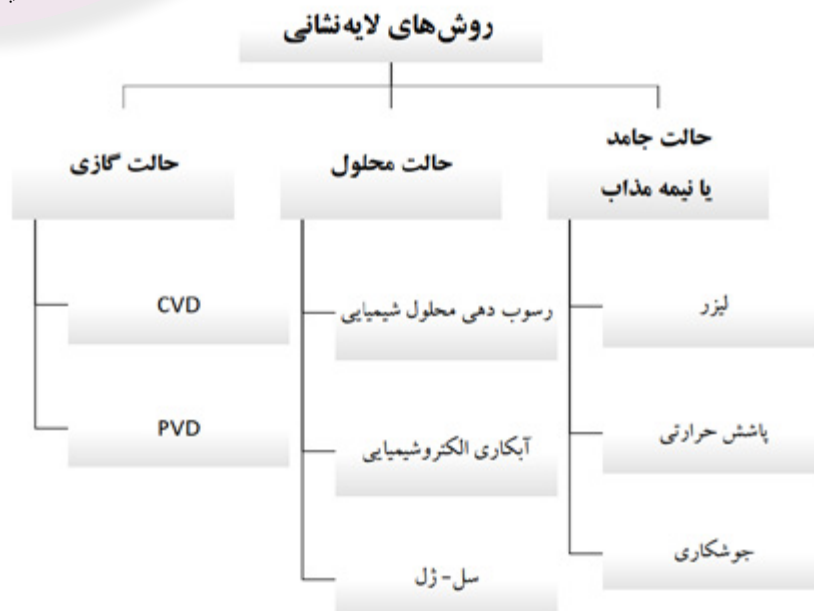 روش‌های لایه‌نشانی
حالت جامد
یا نیمه مذاب
لیزر
پاشش حرارتی
جوشکاری
حالت محلول
رسوب دهی محلول شیمیایی
آبکاری الکتروشیمیایی
سل- ژل
حالت گازی
CVD
PVD